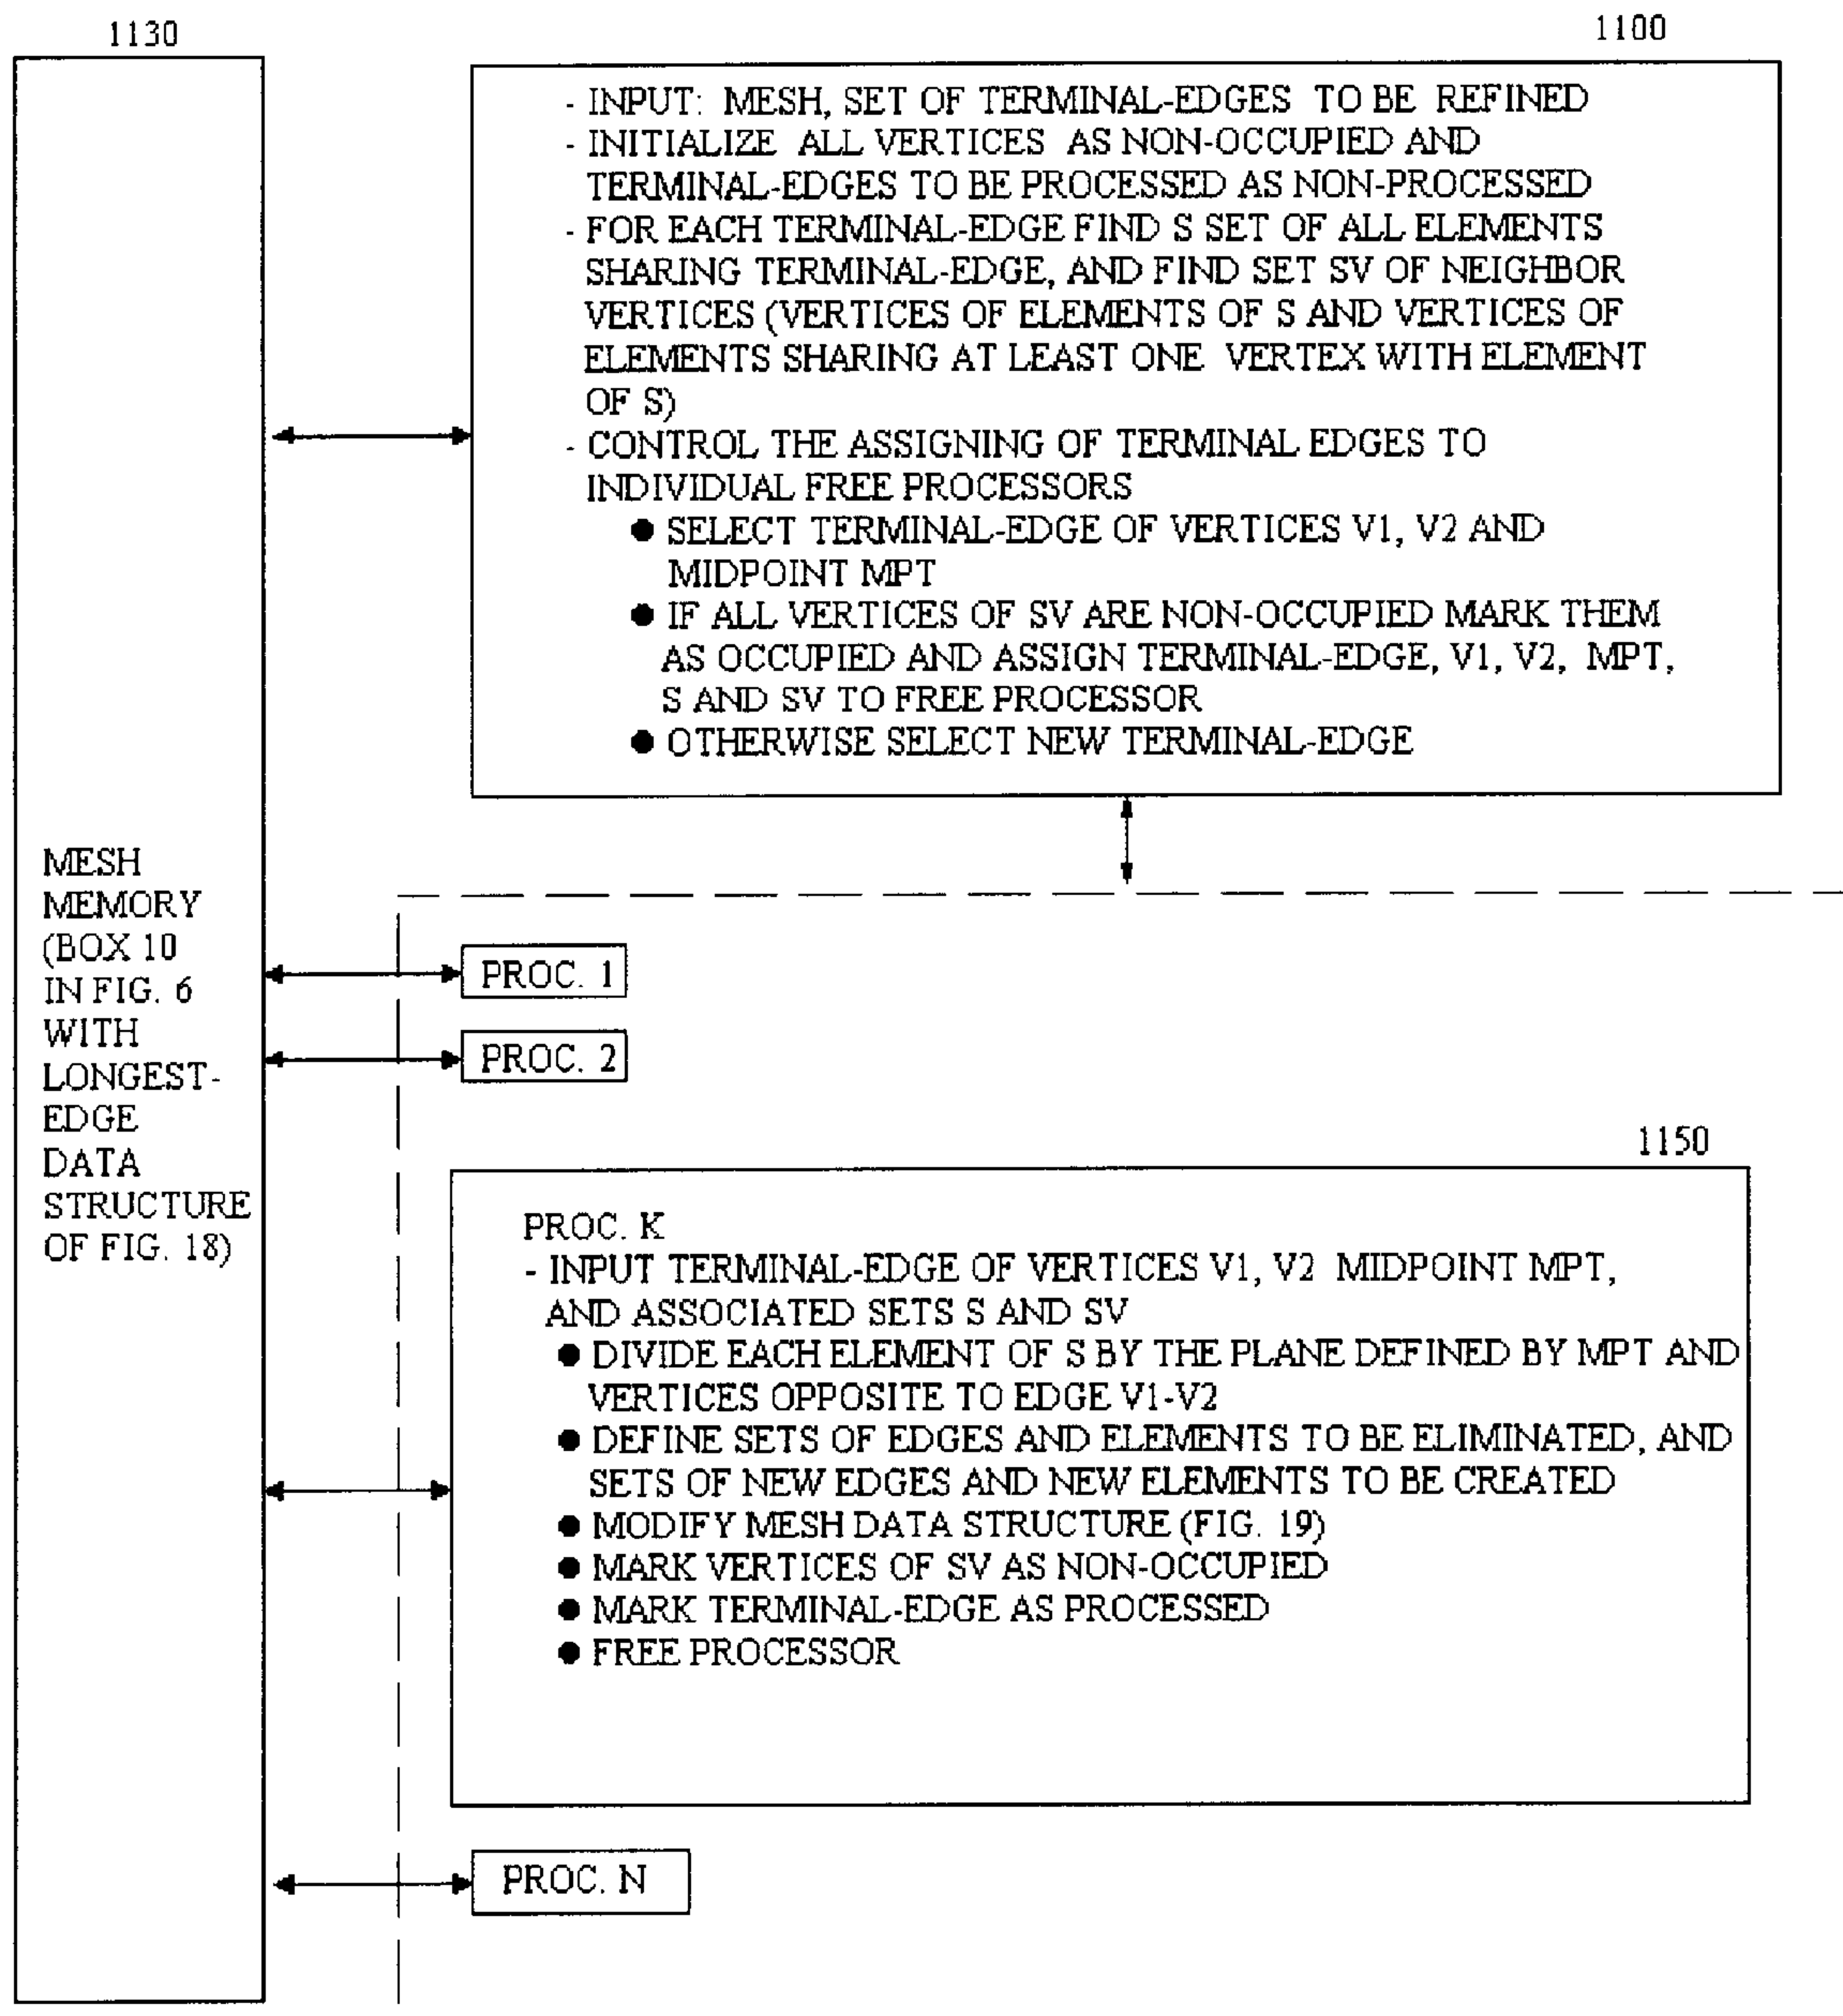 1130
1100
- INPUT: MESH, SET OF TERMINAL-EDGES TO BE REFINED
- INITIALIZE ALL VERTICES AS NON-OCCUPIED AND
TERMINAL-EDGES TO BE PROCESSED AS NON-PROCESSED
- FOR EACH TERMINAL-EDGE FIND S SET OF ALL ELEMENTS
SHARING TERMINAL-EDGE, AND FIND SET SV OF NEIGHBOR
VERTICES (VERTICES OF ELEMENTS OF S AND VERTICES OF
ELEMENTS SHARING AT LEAST ONE VERTEX WITH ELEMENT
OF S)
- CONTROL THE ASSIGNING OF TERMINAL EDGES TO
INDIVIDUAL FREE PROCESSORS
● SELECT TERMINAL-EDGE OF VERTICES V1, V2 AND
MIDPOINT MPT
● IF ALL VERTICES OF SV ARE NON-OCCUPIED MARK THEM
AS OCCUPIED AND ASSIGN TERMINAL-EDGE, V1, V2, MPT,
S AND SV TO FREE PROCESSOR
● OTHERWISE SELECT NEW TERMINAL-EDGE
MESH
MEMORY
(BOX 10
IN FIG. 6
WITH
LONGEST-
EDGE
DATA
STRUCTURE
OF FIG. 18)
PROC. 1
PROC. 2
1150
PROC. K
- INPUT TERMINAL-EDGE OF VERTICES V1, V2 MIDPOINT MPT,
AND ASSOCIATED SETS S AND SV
● DIVIDE EACH ELEMENT OF S BY THE PLANE DEFINED BY MPT AND
VERTICES OPPOSITE TO EDGE V1-V2
● DEFINE SETS OF EDGES AND ELEMENTS TO BE ELIMINATED, AND
SETS OF NEW EDGES AND NEW ELEMENTS TO BE CREATED
● MODIFY MESH DATA STRUCTURE (FIG. 19)
● MARK VERTICES OF SV AS NON-OCCUPIED
● MARK TERMINAL-EDGE AS PROCESSED
● FREE PROCESSOR
PROC. N